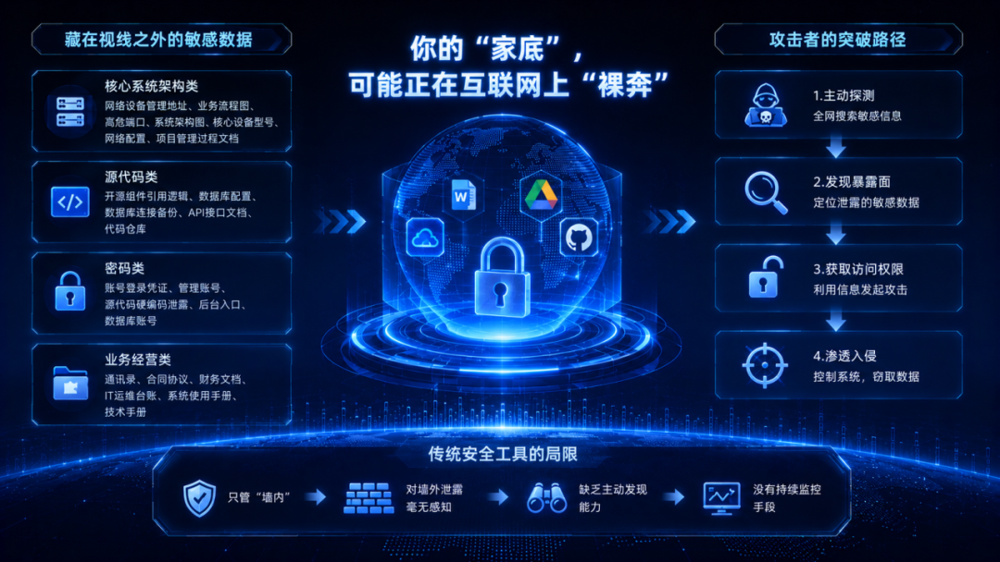 你的“家底”，
可能正在互联网上“裸奔”
藏在视线之外的敏感数据
核心系统架构类
网络设备管理地址、业务流程图、
高危端口、系统架构图、核心设备型号、
网络配置、项目管理过程文档
源代码类
开源组件引用逻辑、数据库配置、
数据库连接备份、API接口文档、
代码仓库
密码类
账号登录凭证、管理账号、
源代码硬编码泄露、后台入口、
数据库账号
业务经营类
通讯录、合同协议、财务文档、
IT运维台账、系统使用手册、
技术手册
W
攻击者的突破路径
1.主动探测
全网搜索敏感信息
2.发现暴露面
定位泄露的敏感数据
3.获取访问权限
利用信息发起攻击
4.渗透入侵
控制系统，窃取数据
传统安全工具的局限
只管“墙内”
对墙外泄露
毫无感知
缺乏主动发现
能力
没有持续监控
手段